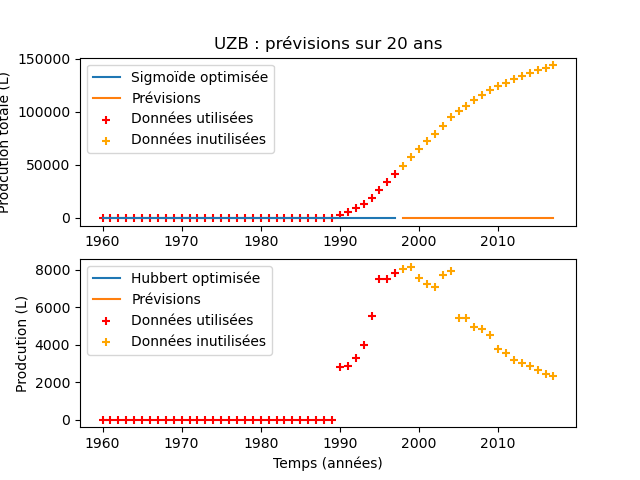 UZB : prévisions sur 20 ans
Prodcution totale (L)
150000
100000
50000
0
Sigmoïde optimisée
Prévisions
Données utilisées
Données inutilisées
1960 1970 1980 1990 2000 2010
Prodcution (L)
8000
6000
4000
2000
0
Hubbert optimisée
Prévisions
Données utilisées
Données inutilisées
1960 1970 1980 1990 2000 2010
Temps (années)